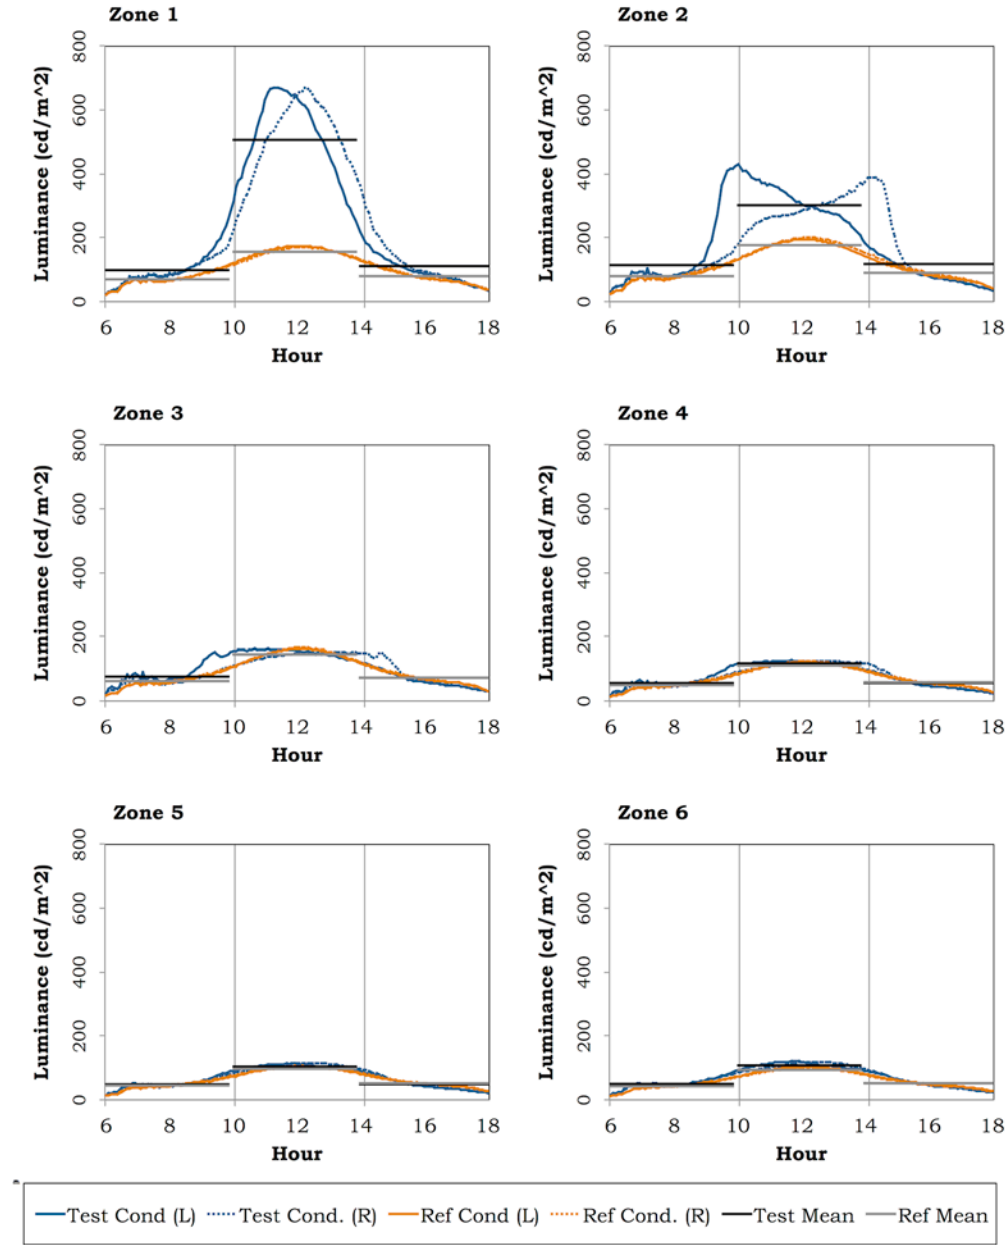 Zone 1
Luminance (cd/m^2)
800
600
400
200
0
6 8 10 12 14 16 18
Hour
Zone 2
Luminance (cd/m^2)
800
600
400
200
0
6 8 10 12 14 16 18
Hour
Zone 3
Luminance (cd/m^2)
800
600
400
200
0
6 8 10 12 14 16 18
Hour
Zone 4
Luminance (cd/m^2)
800
600
400
200
0
6 8 10 12 14 16 18
Hour
Zone 5
Luminance (cd/m^2)
800
600
400
200
0
6 8 10 12 14 16 18
Hour
Zone 6
Luminance (cd/m^2)
800
600
400
200
0
6 8 10 12 14 16 18
Hour
Test Cond (L) Test Cond. (R) Ref Cond (L) Ref Cond. (R) Test Mean Ref Mean